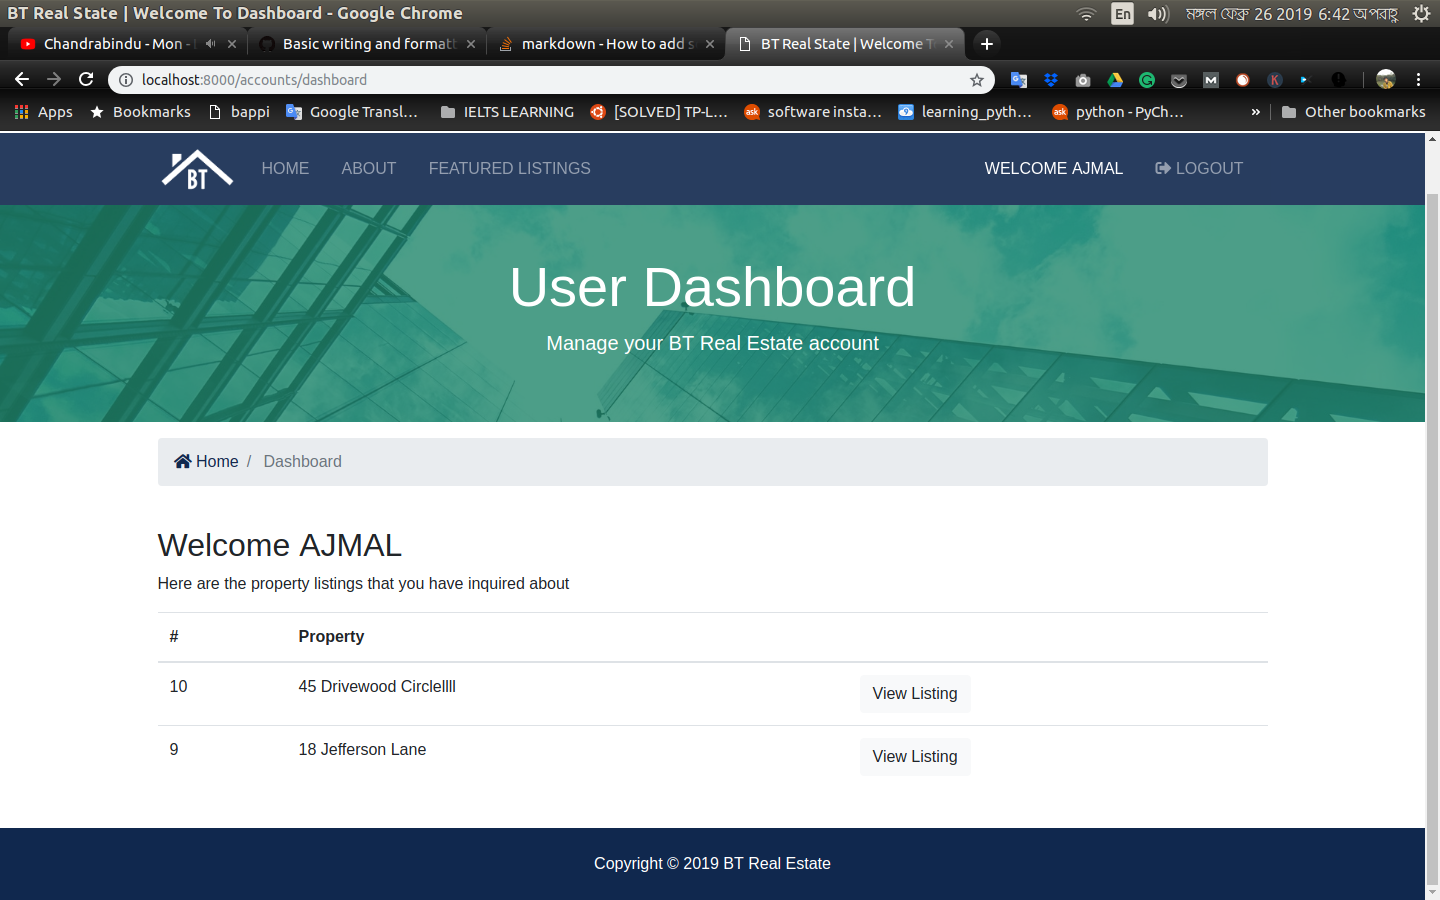 BT Real State | Welcome To Dashboard - Google Chrome
En
মঙ্গল ফেব্রু 26 2019 6:42 অপরাহ্ণ
Chandrabindu - Mon -
Basic writing and formatt
markdown - How to add s
BT Real State | Welcome T
localhost:8000/accounts/dashboard
Apps
Bookmarks
bappi
Google Transl...
IELTS LEARNING
[SOLVED] TP-L...
software insta...
learning_pyth...
python - PyCh...
»
Other bookmarks
BT
HOME
ABOUT
FEATURED LISTINGS
WELCOME AJMAL
LOGOUT
User Dashboard
Manage your BT Real Estate account
Home / Dashboard
Welcome AJMAL
Here are the property listings that you have inquired about
# Property
10 45 Drivewood Circlellll View Listing
9 18 Jefferson Lane View Listing
Copyright © 2019 BT Real Estate